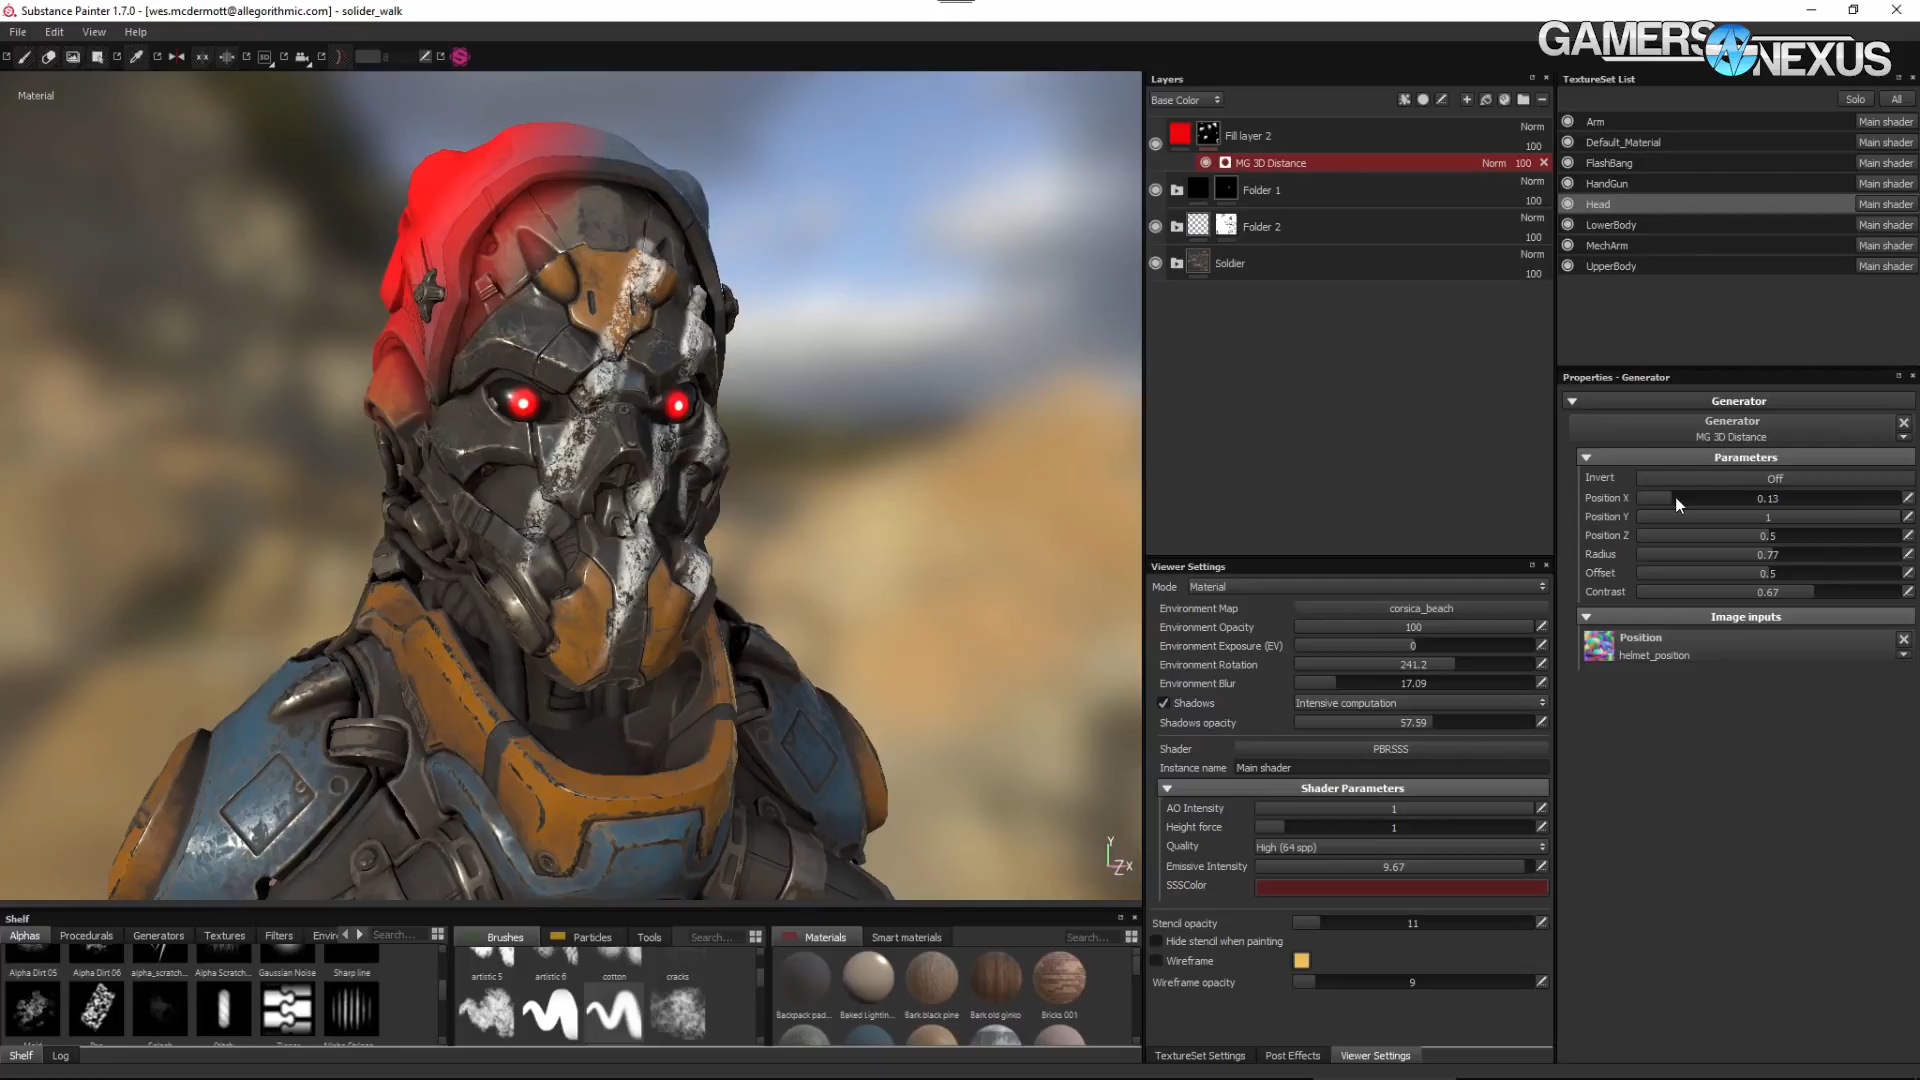 Substance Painter 1.7.0 - [wes.mcdermott@allegorithmic.com] - solider_walk
File Edit View Help
GAMERS NEXUS
Material
Layers
Base Color
Fill layer 2
Norm
100
MG 3D Distance Norm 100
Folder 1
Norm
100
Folder 2
Norm
100
Soldier
Norm
100
TextureSet List
Solo All
Arm Main shader
Default_Material Main shader
FlashBang Main shader
HandGun Main shader
Head Main shader
LowerBody Main shader
MechArm Main shader
UpperBody Main shader
Properties - Generator
Generator
Generator
MG 3D Distance
Parameters
Invert Off
Position X 0.13
Position Y 1
Position Z 0.5
Radius 0.77
Offset 0.5
Contrast 0.67
Image inputs
Position
helmet_position
Viewer Settings
Mode Material
Environment Map corsica_beach
Environment Opacity 100
Environment Exposure (EV) 0
Environment Rotation 241.2
Environment Blur 17.09
Shadows Intensive computation
Shadows opacity 57.59
Shader PBRSSS
Instance name Main shader
Shader Parameters
AO Intensity 1
Height force 1
Quality High (64 spp)
Emissive Intensity 9.67
SSSColor
Stencil opacity 11
Hide stencil when painting
Wireframe
Wireframe opacity 9
TextureSet Settings Post Effects Viewer Settings
Y
Z X
Shelf
Alphas Procedurals Generators Textures Filters Envir Search...
Alpha Dirt 05 Alpha Dirt 06 alpha_scratch... Alpha Scratch... Gaussian Noise Sharp line
Brushes Particles Tools Search...
artistic 5 artistic 6 cotton cracks
Materials Smart materials Search...
Backpack pad... Baked Lightin... Bark black pine Bark old ginko Bricks 001
Shelf Log